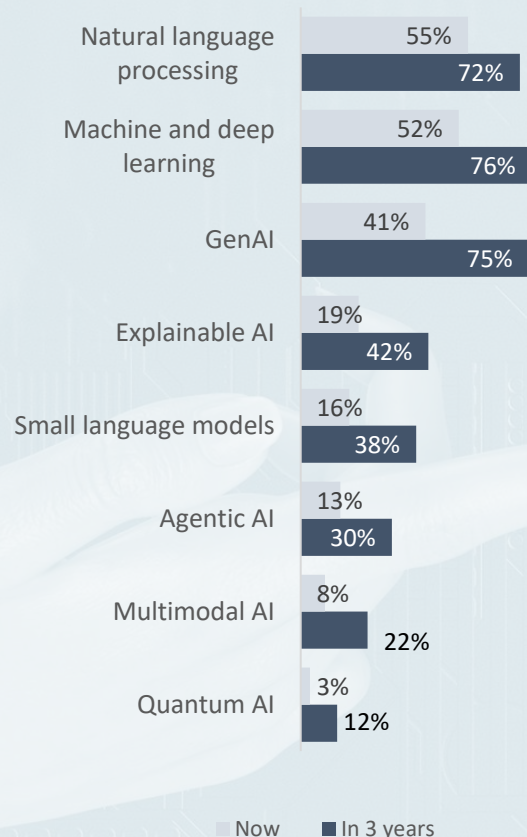 Natural language
processing
55%
72%
Machine and deep
learning
52%
76%
GenAI
41%
75%
Explainable AI
19%
42%
Small language models
16%
38%
Agentic AI
13%
30%
Multimodal AI
8%
22%
Quantum AI
3%
12%
Now In 3 years